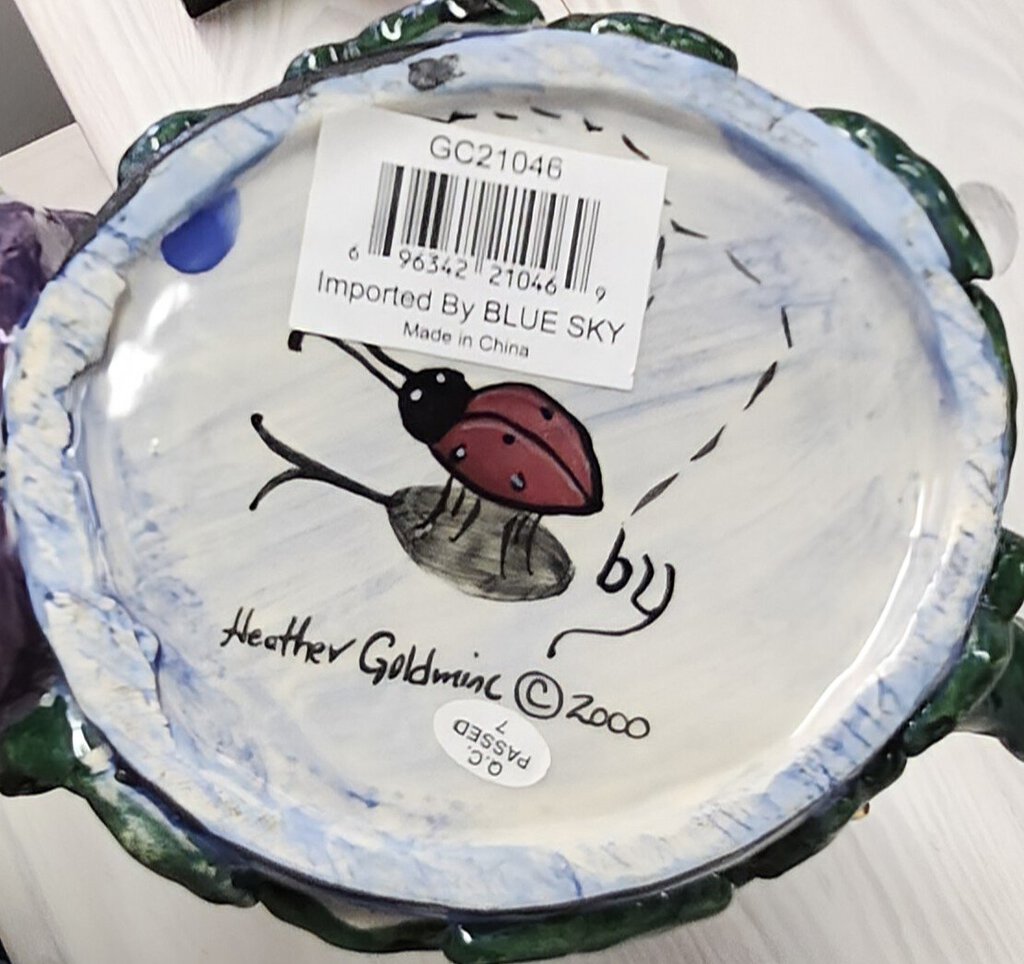 GC21046
6 96342 21046 9
Imported By BLUE SKY
Made in China
by
Heather Goldminc © 2000
Q.C.
PASSED
7